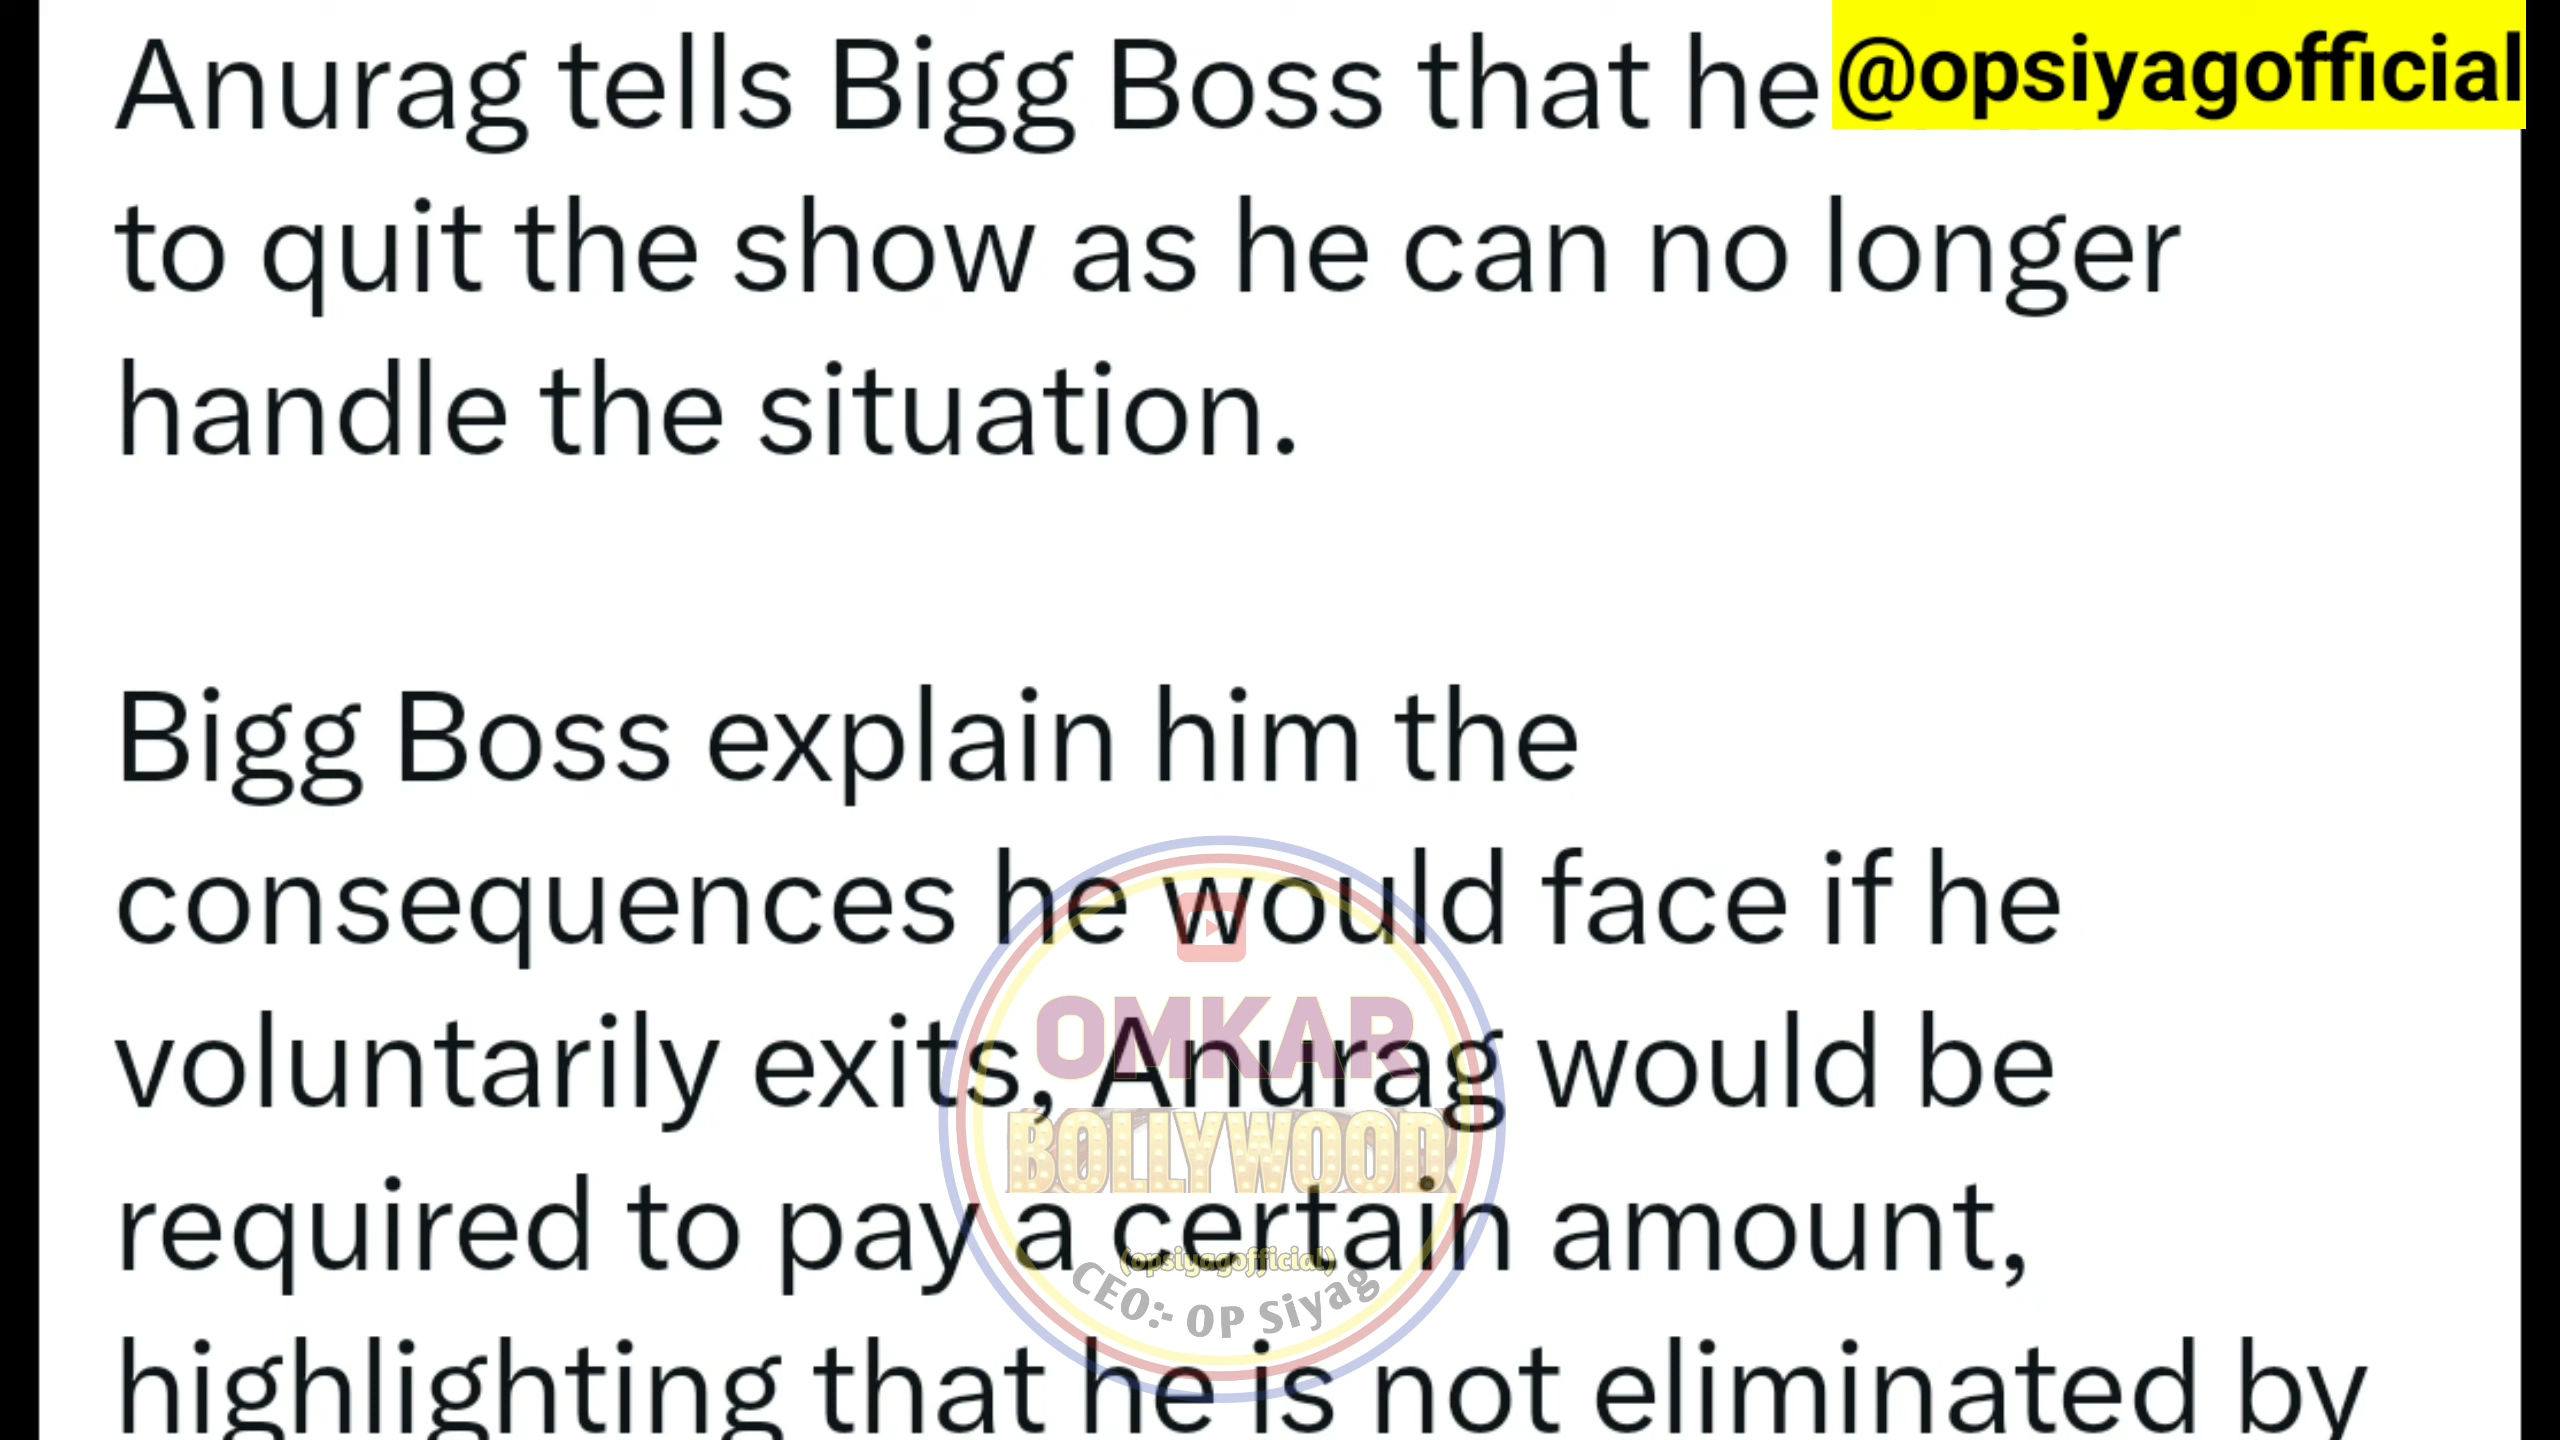 Anurag tells Bigg Boss that he @opsiyagofficial
to quit the show as he can no longer
handle the situation.
Bigg Boss explain him the
consequences he would face if he
voluntarily exits, Anurag would be
OMKAR
BOLLYWOOD
required to pay a certain amount,
(opsiyagofficial)
CEO:- OP Siyag
highlighting that he is not eliminated by